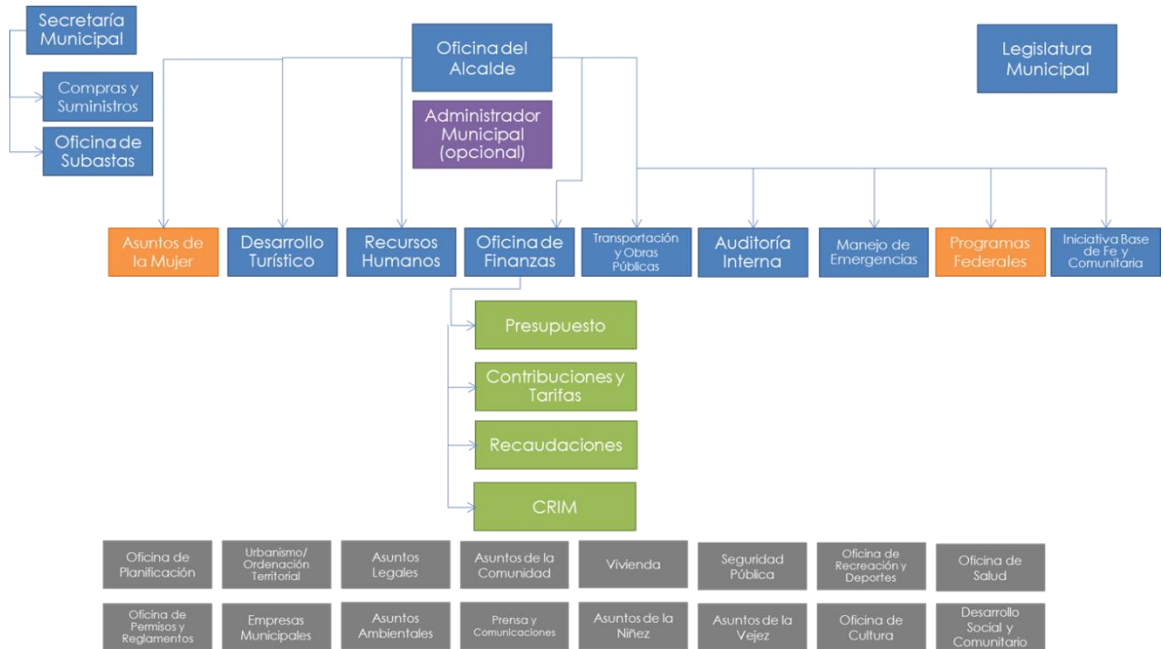 Secretaría
Municipal
Compras y
Suministros
Oficina de
Subastas
Oficina del
Alcalde
Administrador
Municipal
(opcional)
Legislatura
Municipal
Asuntos de
la Mujer
Desarrollo
Turístico
Recursos
Humanos
Oficina de
Finanzas
Transportación
y Obras
Públicas
Auditoría
Interna
Manejo de
Emergencias
Programas
Federales
Iniciativa Base
de Fe y
Comunitaria
Presupuesto
Contribuciones y
Tarifas
Recaudaciones
CRIM
Oficina de
Planificación
Urbanismo/
Ordenación
Territorial
Asuntos
Legales
Asuntos de la
Comunidad
Vivienda
Seguridad
Pública
Oficina de
Recreación y
Deportes
Oficina de
Salud
Oficina de
Permisos y
Reglamentos
Empresas
Municipales
Asuntos
Ambientales
Prensa y
Comunicaciones
Asuntos de la
Niñez
Asuntos de la
Vejez
Oficina de
Cultura
Desarrollo
Social y
Comunitario